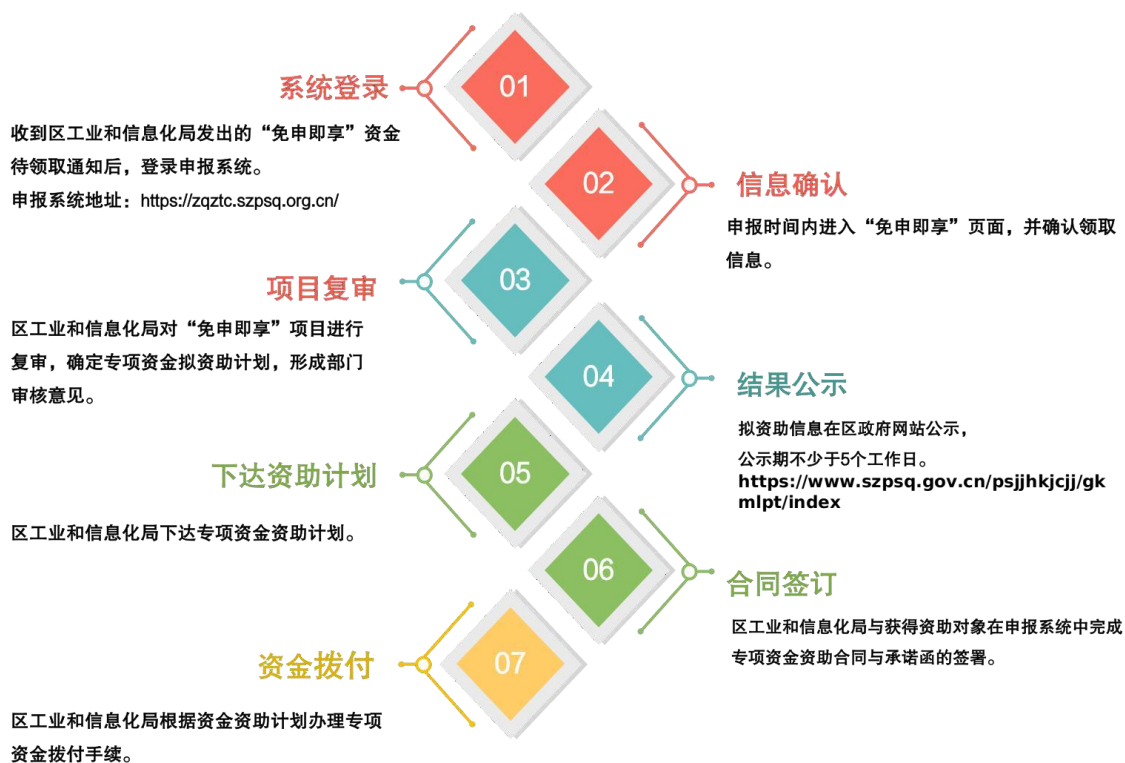 01
系统登录
收到区工业和信息化局发出的“免申即享”资金
待领取通知后，登录申报系统。
申报系统地址：https://zqztc.szpsq.org.cn/
02
信息确认
申报时间内进入“免申即享”页面，并确认领取
信息。
03
项目复审
区工业和信息化局对“免申即享”项目进行
复审，确定专项资金拟资助计划，形成部门
审核意见。
04
结果公示
拟资助信息在区政府网站公示，
公示期不少于5个工作日。
https://www.szpsq.gov.cn/psjjhkjcjj/gk
mlpt/index
05
下达资助计划
区工业和信息化局下达专项资金资助计划。
06
合同签订
区工业和信息化局与获得资助对象在申报系统中完成
专项资金资助合同与承诺函的签署。
07
资金拨付
区工业和信息化局根据资金资助计划办理专项
资金拨付手续。